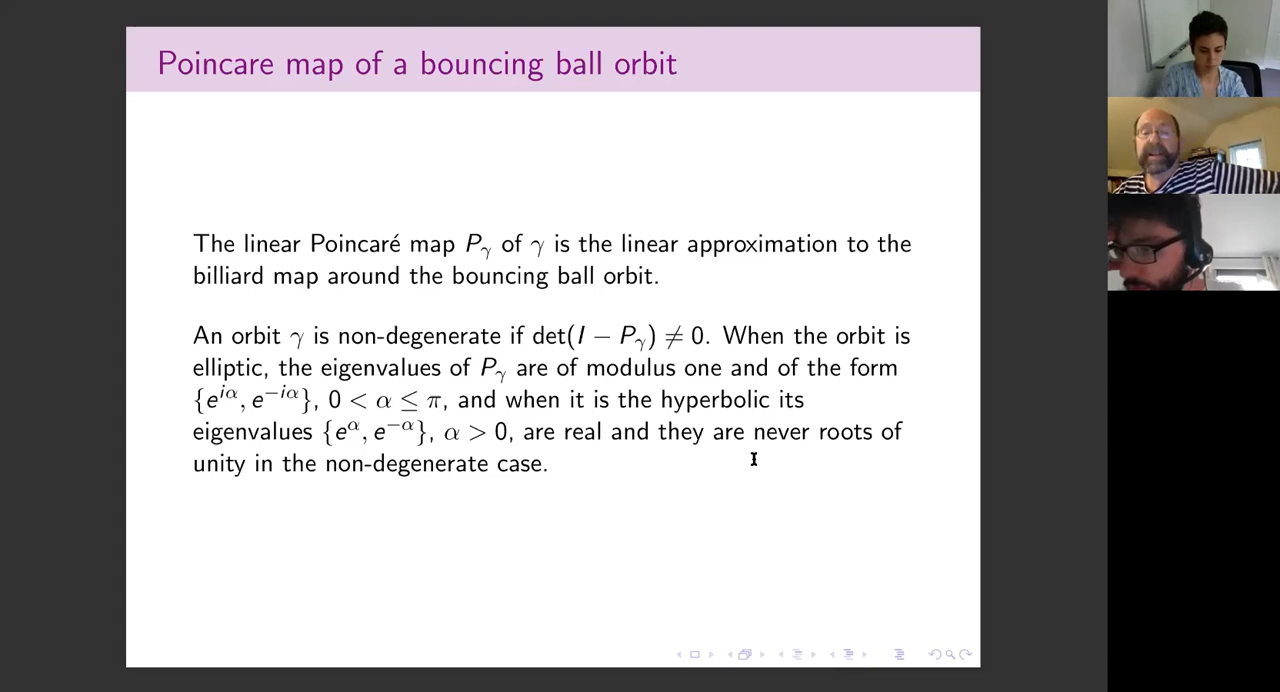 Poincare map of a bouncing ball orbit
The linear Poincaré map P_γ of γ is the linear approximation to the
billiard map around the bouncing ball orbit.
An orbit γ is non-degenerate if det(I − P_γ) ≠ 0. When the orbit is
elliptic, the eigenvalues of P_γ are of modulus one and of the form
{e^{iα}, e^{−iα}}, 0 < α ≤ π, and when it is the hyperbolic its
eigenvalues {e^α, e^{−α}}, α > 0, are real and they are never roots of
unity in the non-degenerate case.